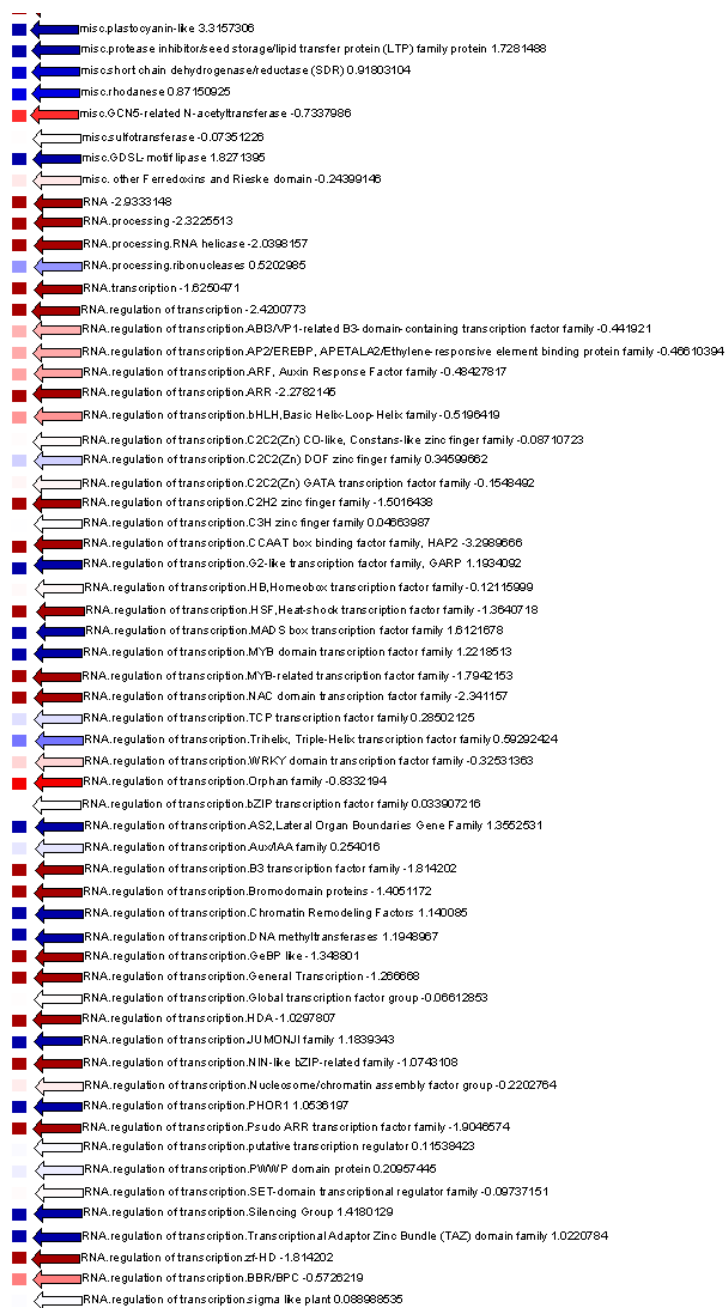 misc.plastocyanin-like 3.3157306
misc.protease inhibitor/seed storage/lipid transfer protein (LTP) family protein 1.7281488
misc.short chain dehydrogenase/reductase (SDR) 0.91803104
misc.rhodanese 0.87150925
misc.GCN5-related N-acetyltransferase -0.7337986
misc.sulfotransferase -0.07351226
misc.GDSL-motif lipase 1.8271395
misc. other Ferredoxins and Rieske domain -0.24399146
RNA -2.9333148
RNA.processing -2.3225513
RNA.processing.RNA helicase -2.0398157
RNA.processing.ribonucleases 0.5202985
RNA.transcription -1.6250471
RNA.regulation of transcription -2.4200773
RNA.regulation of transcription.ABI3/VP1-related B3-domain-containing transcription factor family -0.441921
RNA.regulation of transcription.AP2/EREBP, APETALA2/Ethylene-responsive element binding protein family -0.46610394
RNA.regulation of transcription.ARF, Auxin Response Factor family -0.48427817
RNA.regulation of transcription.ARR -2.2782145
RNA.regulation of transcription.bHLH,Basic Helix-Loop-Helix family -0.5196419
RNA.regulation of transcription.C2C2(Zn) CO-like, Constans-like zinc finger family -0.08710723
RNA.regulation of transcription.C2C2(Zn) DOF zinc finger family 0.34599662
RNA.regulation of transcription.C2C2(Zn) GATA transcription factor family -0.1548492
RNA.regulation of transcription.C2H2 zinc finger family -1.5016438
RNA.regulation of transcription.C3H zinc finger family 0.04663987
RNA.regulation of transcription.CCAAT box binding factor family, HAP2 -3.2989666
RNA.regulation of transcription.G2-like transcription factor family, GARP 1.1934092
RNA.regulation of transcription.HB,Homeobox transcription factor family -0.12115999
RNA.regulation of transcription.HSF,Heat-shock transcription factor family -1.3640718
RNA.regulation of transcription.MADS box transcription factor family 1.6121678
RNA.regulation of transcription.MYB domain transcription factor family 1.2218513
RNA.regulation of transcription.MYB-related transcription factor family -1.7942153
RNA.regulation of transcription.NAC domain transcription factor family -2.341157
RNA.regulation of transcription.TCP transcription factor family 0.28502125
RNA.regulation of transcription.Trihelix, Triple-Helix transcription factor family 0.59292424
RNA.regulation of transcription.WRKY domain transcription factor family -0.32531363
RNA.regulation of transcription.Orphan family -0.8332194
RNA.regulation of transcription.bZIP transcription factor family 0.033907216
RNA.regulation of transcription.AS2,Lateral Organ Boundaries Gene Family 1.3552531
RNA.regulation of transcription.Aux/IAA family 0.254016
RNA.regulation of transcription.B3 transcription factor family -1.814202
RNA.regulation of transcription.Bromodomain proteins -1.4051172
RNA.regulation of transcription.Chromatin Remodeling Factors 1.140085
RNA.regulation of transcription.DNA methyltransferases 1.1948967
RNA.regulation of transcription.GeBP like -1.348801
RNA.regulation of transcription.General Transcription -1.266668
RNA.regulation of transcription.Global transcription factor group -0.06612853
RNA.regulation of transcription.HDA -1.0297807
RNA.regulation of transcription.JUMONJI family 1.1839343
RNA.regulation of transcription.NIN-like bZIP-related family -1.0743108
RNA.regulation of transcription.Nucleosome/chromatin assembly factor group -0.2202764
RNA.regulation of transcription.PHOR1 1.0536197
RNA.regulation of transcription.Psudo ARR transcription factor family -1.9046574
RNA.regulation of transcription.putative transcription regulator 0.11538423
RNA.regulation of transcription.PWWP domain protein 0.20957445
RNA.regulation of transcription.SET-domain transcriptional regulator family -0.09737151
RNA.regulation of transcription.Silencing Group 1.4180129
RNA.regulation of transcription.Transcriptional Adaptor Zinc Bundle (TAZ) domain family 1.0220784
RNA.regulation of transcription.zf-HD -1.814202
RNA.regulation of transcription.BBR/BPC -0.5726219
RNA.regulation of transcription.sigma like plant 0.088988535